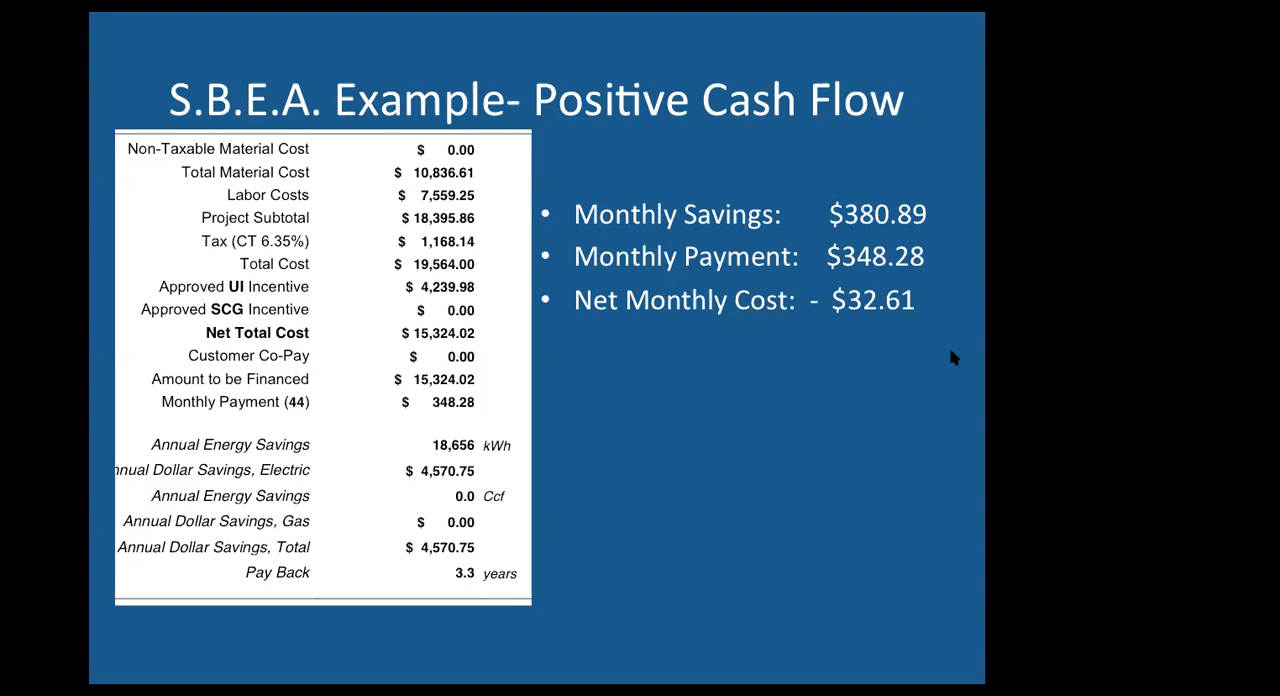 S.B.E.A. Example- Positive Cash Flow
Non-Taxable Material Cost $ 0.00
Total Material Cost $ 10,836.61
Labor Costs $ 7,559.25
Project Subtotal $ 18,395.86
Tax (CT 6.35%) $ 1,168.14
Total Cost $ 19,564.00
Approved UI Incentive $ 4,239.98
Approved SCG Incentive $ 0.00
Net Total Cost $ 15,324.02
Customer Co-Pay $ 0.00
Amount to be Financed $ 15,324.02
Monthly Payment (44) $ 348.28
Annual Energy Savings 18,656 kWh
nnual Dollar Savings, Electric $ 4,570.75
Annual Energy Savings 0.0 Ccf
Annual Dollar Savings, Gas $ 0.00
Annual Dollar Savings, Total $ 4,570.75
Pay Back 3.3 years
• Monthly Savings: $380.89
• Monthly Payment: $348.28
• Net Monthly Cost: - $32.61